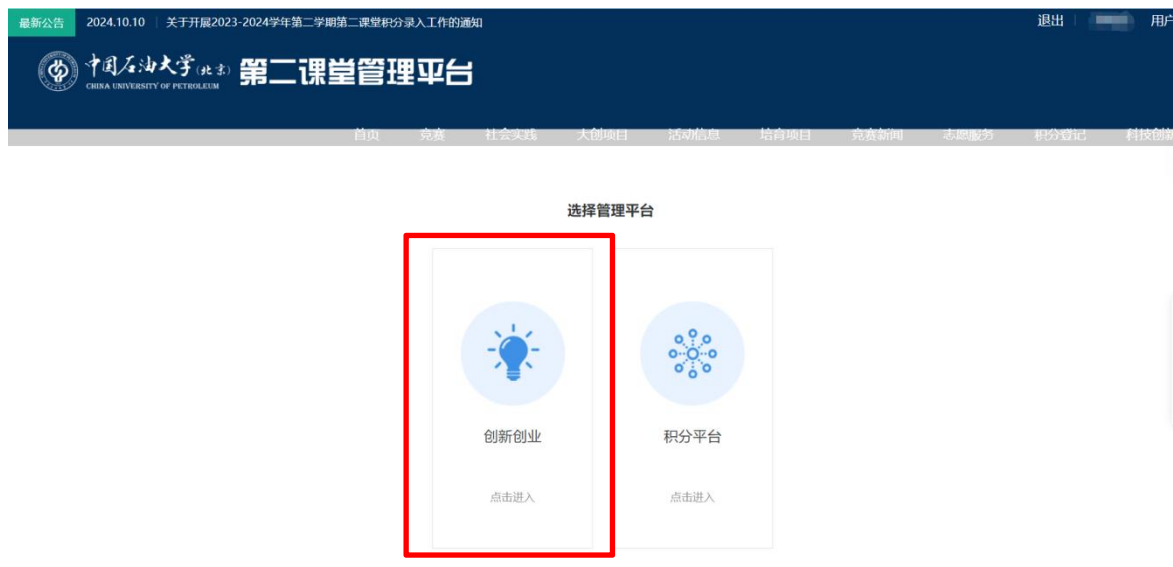 最新公告 2024.10.10 关于开展2023-2024学年第二学期第二课堂积分录入工作的通知 退出 用户
中国石油大学(北京) 第二课堂管理平台
CHINA UNIVERSITY OF PETROLEUM
首页 竞赛 社会实践 大创项目 活动信息 培育项目 竞赛新闻 志愿服务 积分登记 科技创新
选择管理平台
创新创业 积分平台
点击进入 点击进入